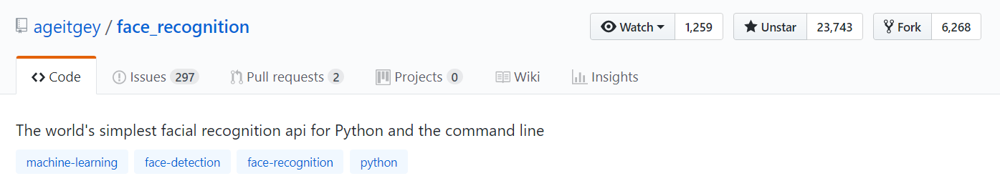 ageitgey / face_recognition Watch 1,259 Unstar 23,743 Fork 6,268
Code Issues 297 Pull requests 2 Projects 0 Wiki Insights
The world's simplest facial recognition api for Python and the command line
machine-learning face-detection face-recognition python